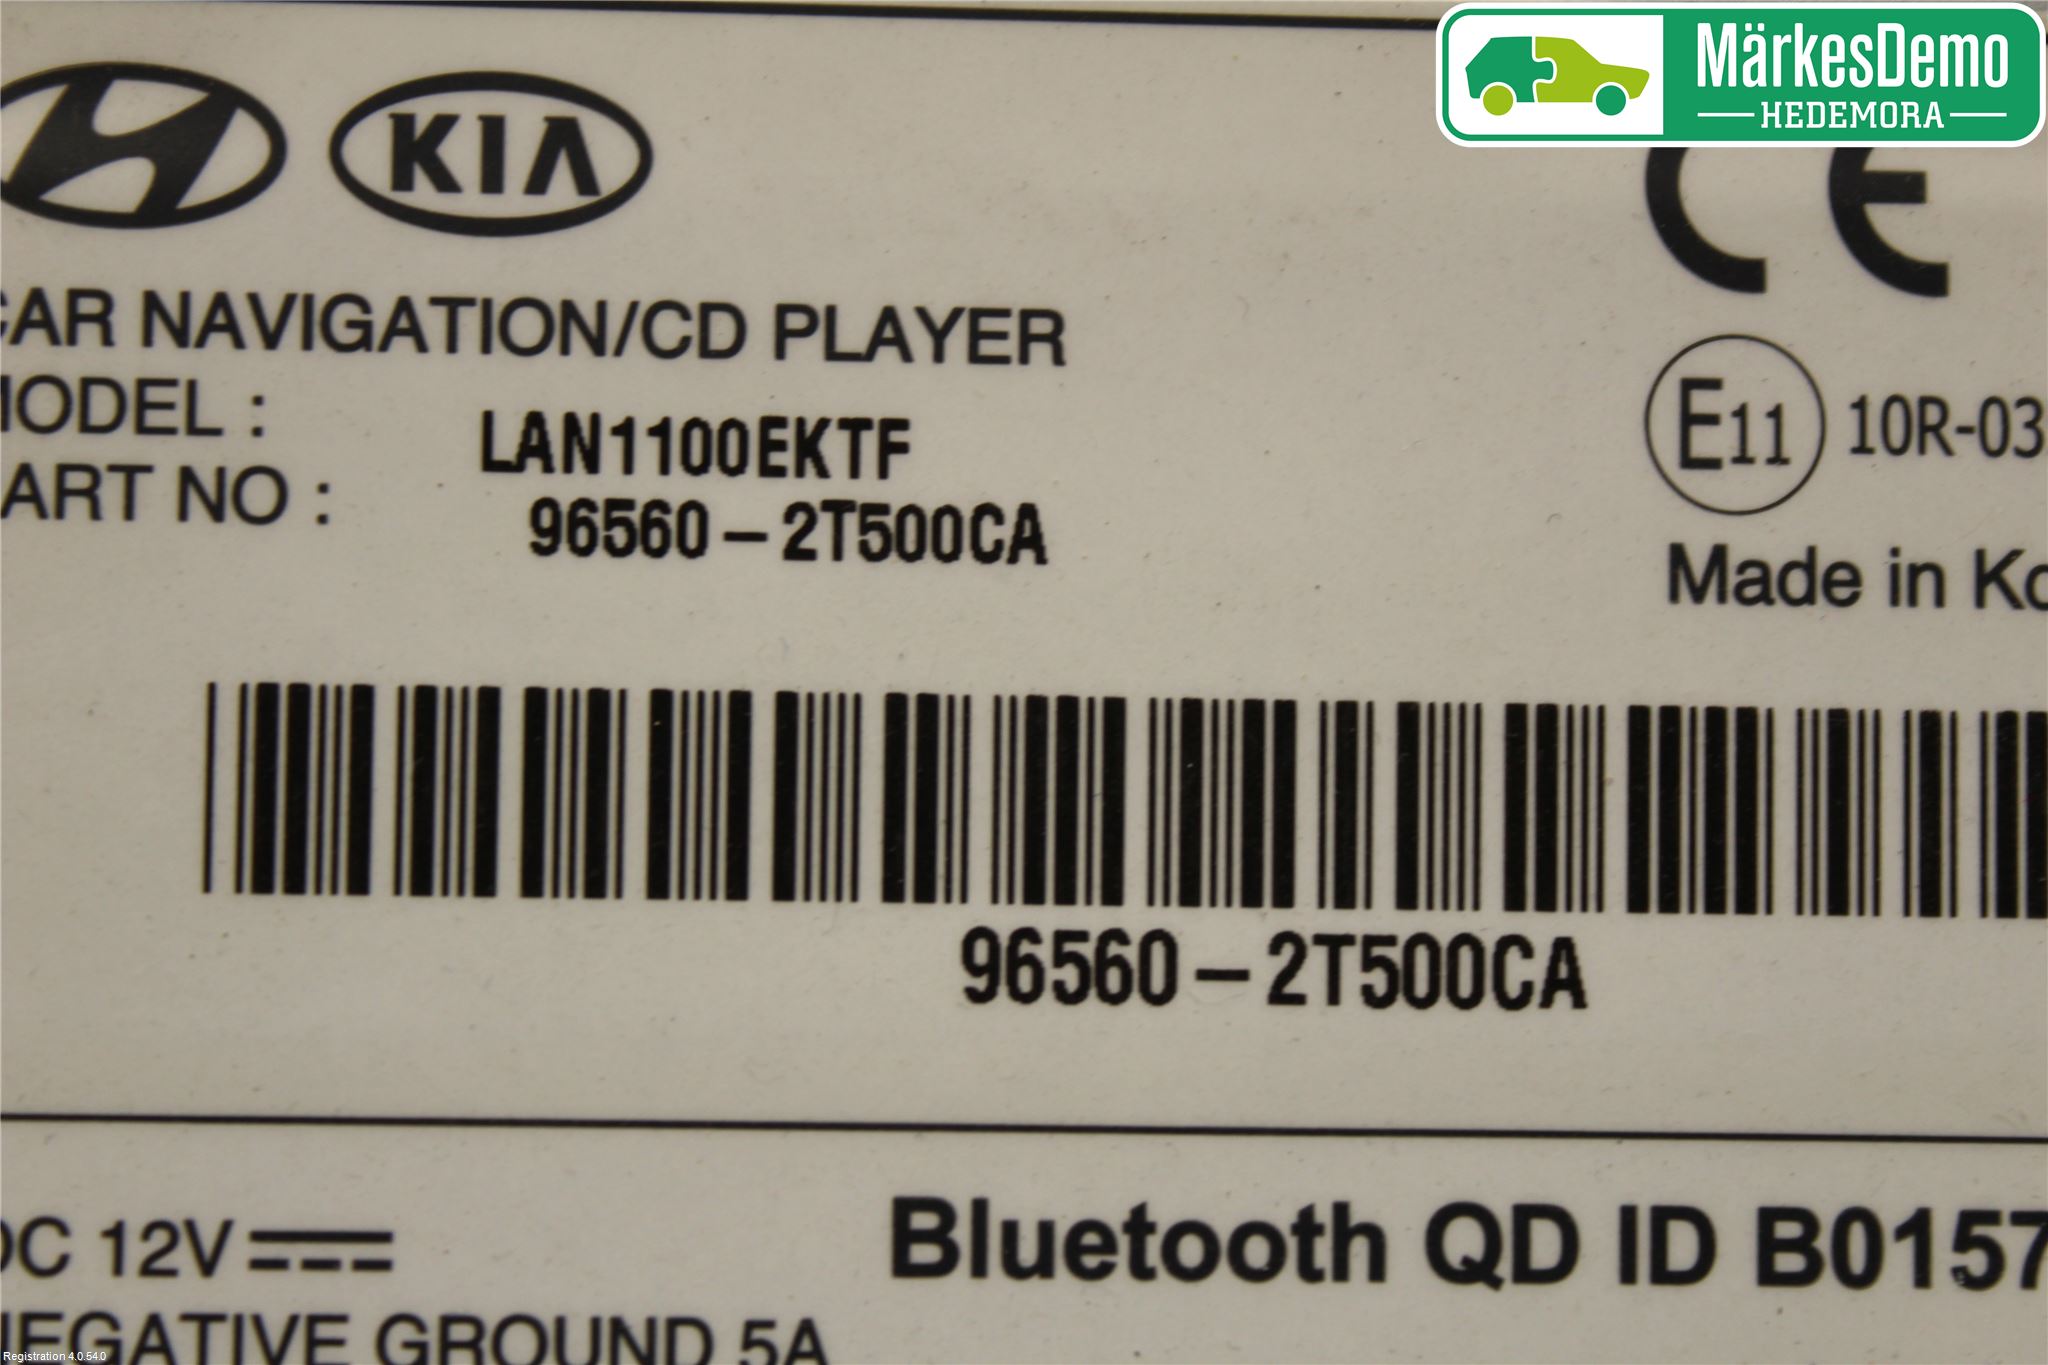 MärkesDemo
HEDEMORA
KIA
CE
CAR NAVIGATION/CD PLAYER
MODEL : LAN1100EKTF
PART NO : 96560-2T500CA
E11 10R-03
Made in Ko
96560-2T500CA
DC 12V
Bluetooth QD ID B0157
NEGATIVE GROUND 5A
Registration 4.0.54.0